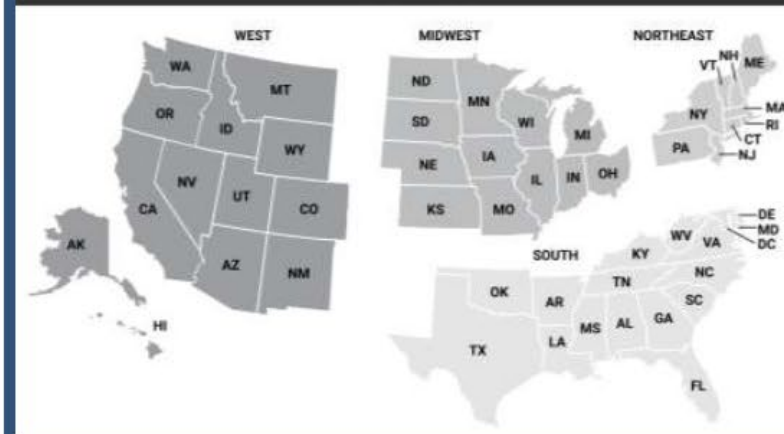 WEST
WA
MT
OR
ID
WY
NV
UT
CO
CA
AZ
NM
AK
HI
MIDWEST
ND
MN
SD
WI
MI
NE
IA
IL
IN
OH
KS
MO
NORTHEAST
VT
NH
ME
NY
MA
RI
CT
PA
NJ
SOUTH
DE
MD
DC
WV
VA
KY
NC
TN
OK
AR
SC
MS
AL
GA
LA
TX
FL